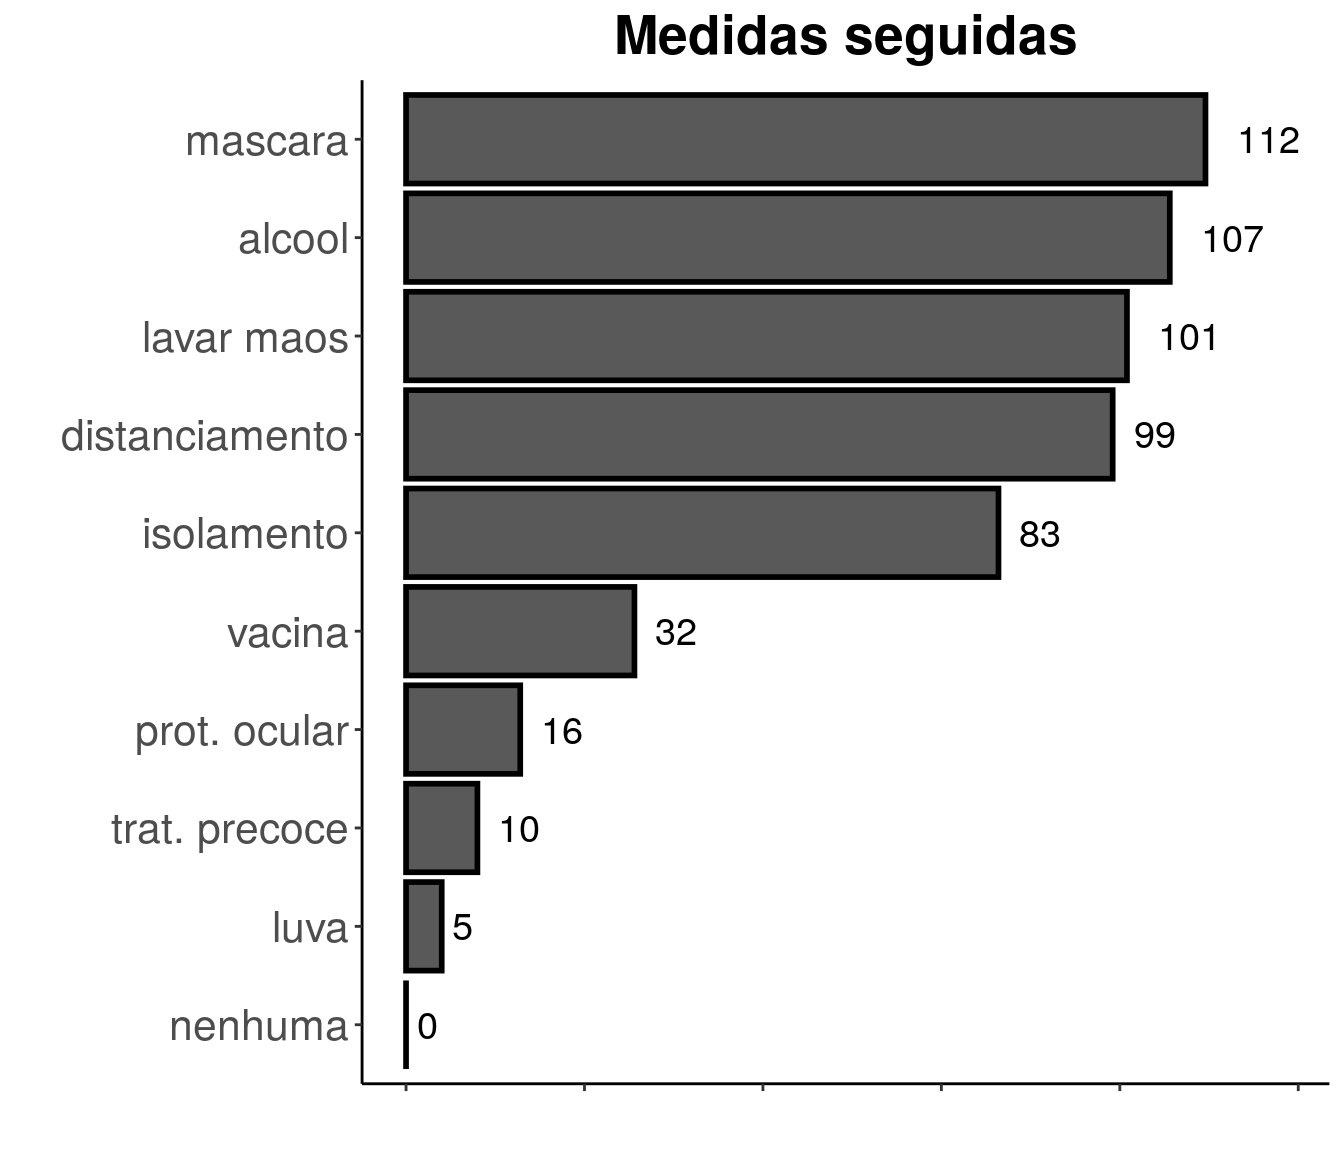 Medidas seguidas
mascara 112
alcool 107
lavar maos 101
distanciamento 99
isolamento 83
vacina 32
prot. ocular 16
trat. precoce 10
luva 5
nenhuma 0